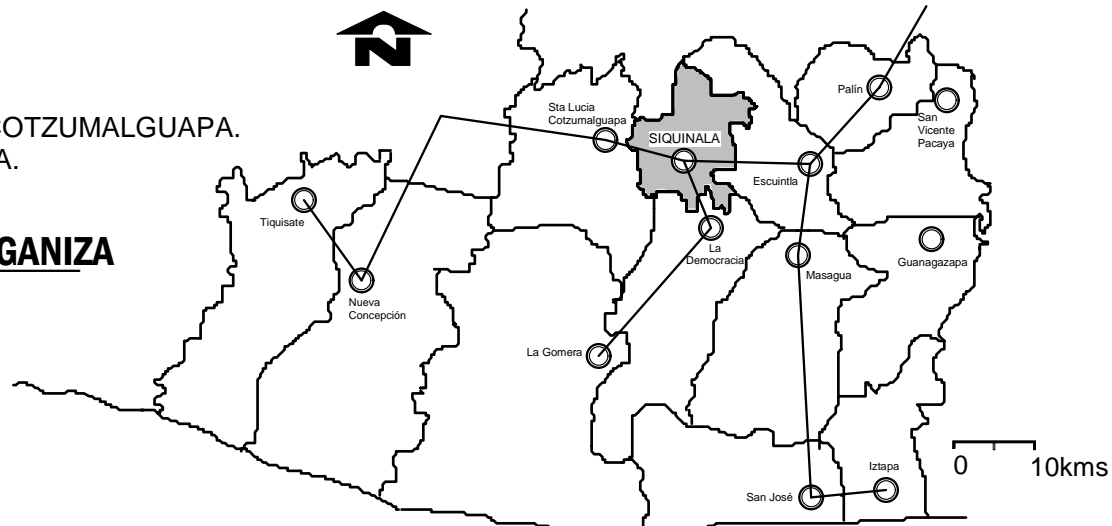 N
COTZUMALGUAPA.
A.
GANIZA
Sta Lucia
Cotzumalguapa
SIQUINALA
Palín
San
Vicente
Pacaya
Escuintla
Tiquisate
La
Democracia
Masagua
Guanagazapa
Nueva
Concepción
La Gomera
San José
Iztapa
0 10kms